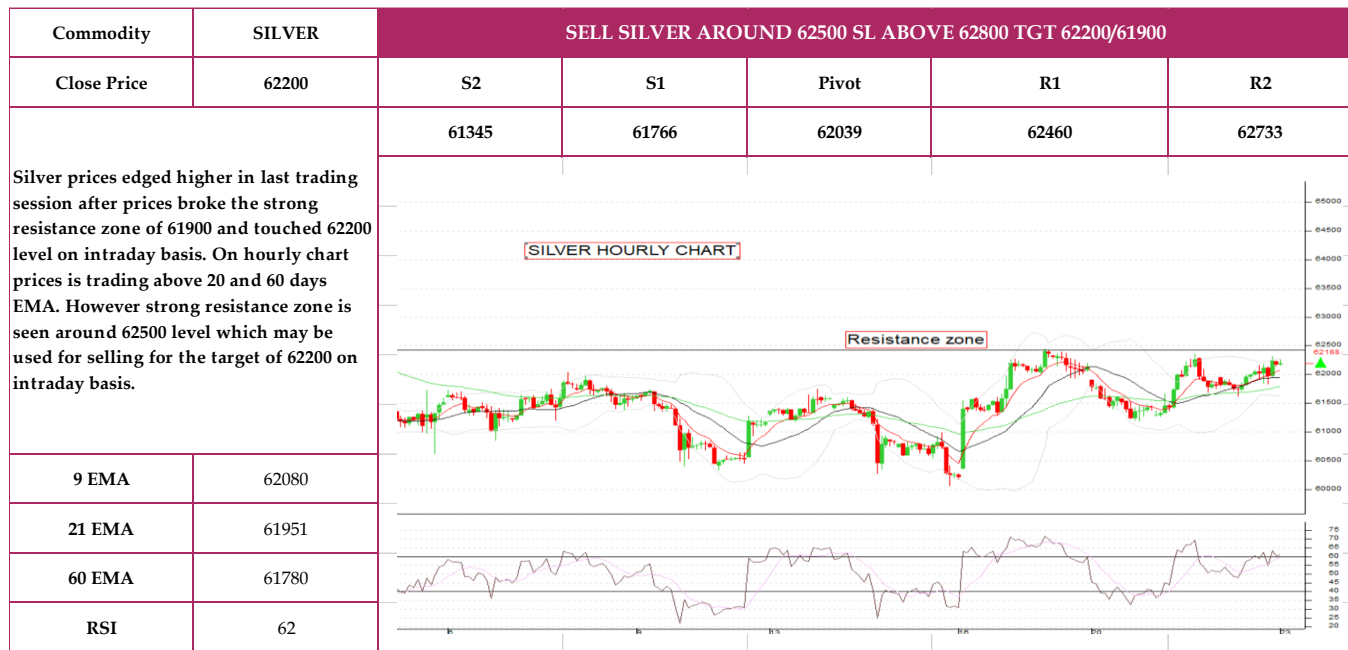 Commodity SILVER SELL SILVER AROUND 62500 SL ABOVE 62800 TGT 62200/61900
Close Price 62200 S2 S1 Pivot R1 R2
61345 61766 62039 62460 62733
Silver prices edged higher in last trading
session after prices broke the strong
resistance zone of 61900 and touched 62200
level on intraday basis. On hourly chart
prices is trading above 20 and 60 days
EMA. However strong resistance zone is
seen around 62500 level which may be
used for selling for the target of 62200 on
intraday basis.
9 EMA 62080
21 EMA 61951
60 EMA 61780
RSI 62
SILVER HOURLY CHART
Resistance zone
65000
64500
64000
63500
63000
62500
62188
62000
61500
61000
60500
60000
75
70
65
60
55
50
45
40
35
30
25
20
9 13 16 20 23